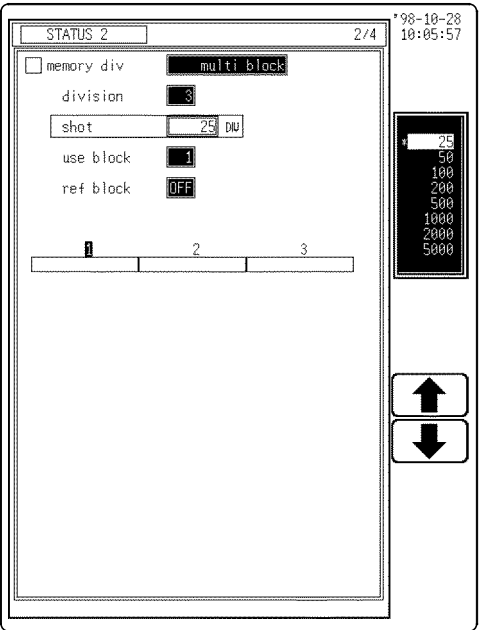 STATUS 2 2/4
'98-10-28
10:05:57
memory div multi block
division 3
shot 25 DIV
use block 1
ref block OFF
1 2 3
*25
50
100
200
500
1000
2000
5000